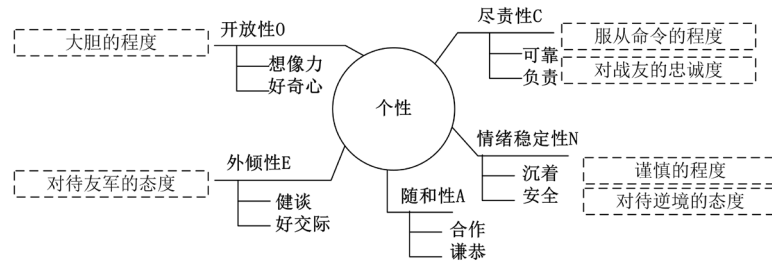 开放性O
大胆的程度
想像力
好奇心
尽责性C
服从命令的程度
可靠
对战友的忠诚度
负责
个性
外倾性E
对待友军的态度
健谈
好交际
情绪稳定性N
沉着
谨慎的程度
安全
对待逆境的态度
随和性A
合作
谦恭